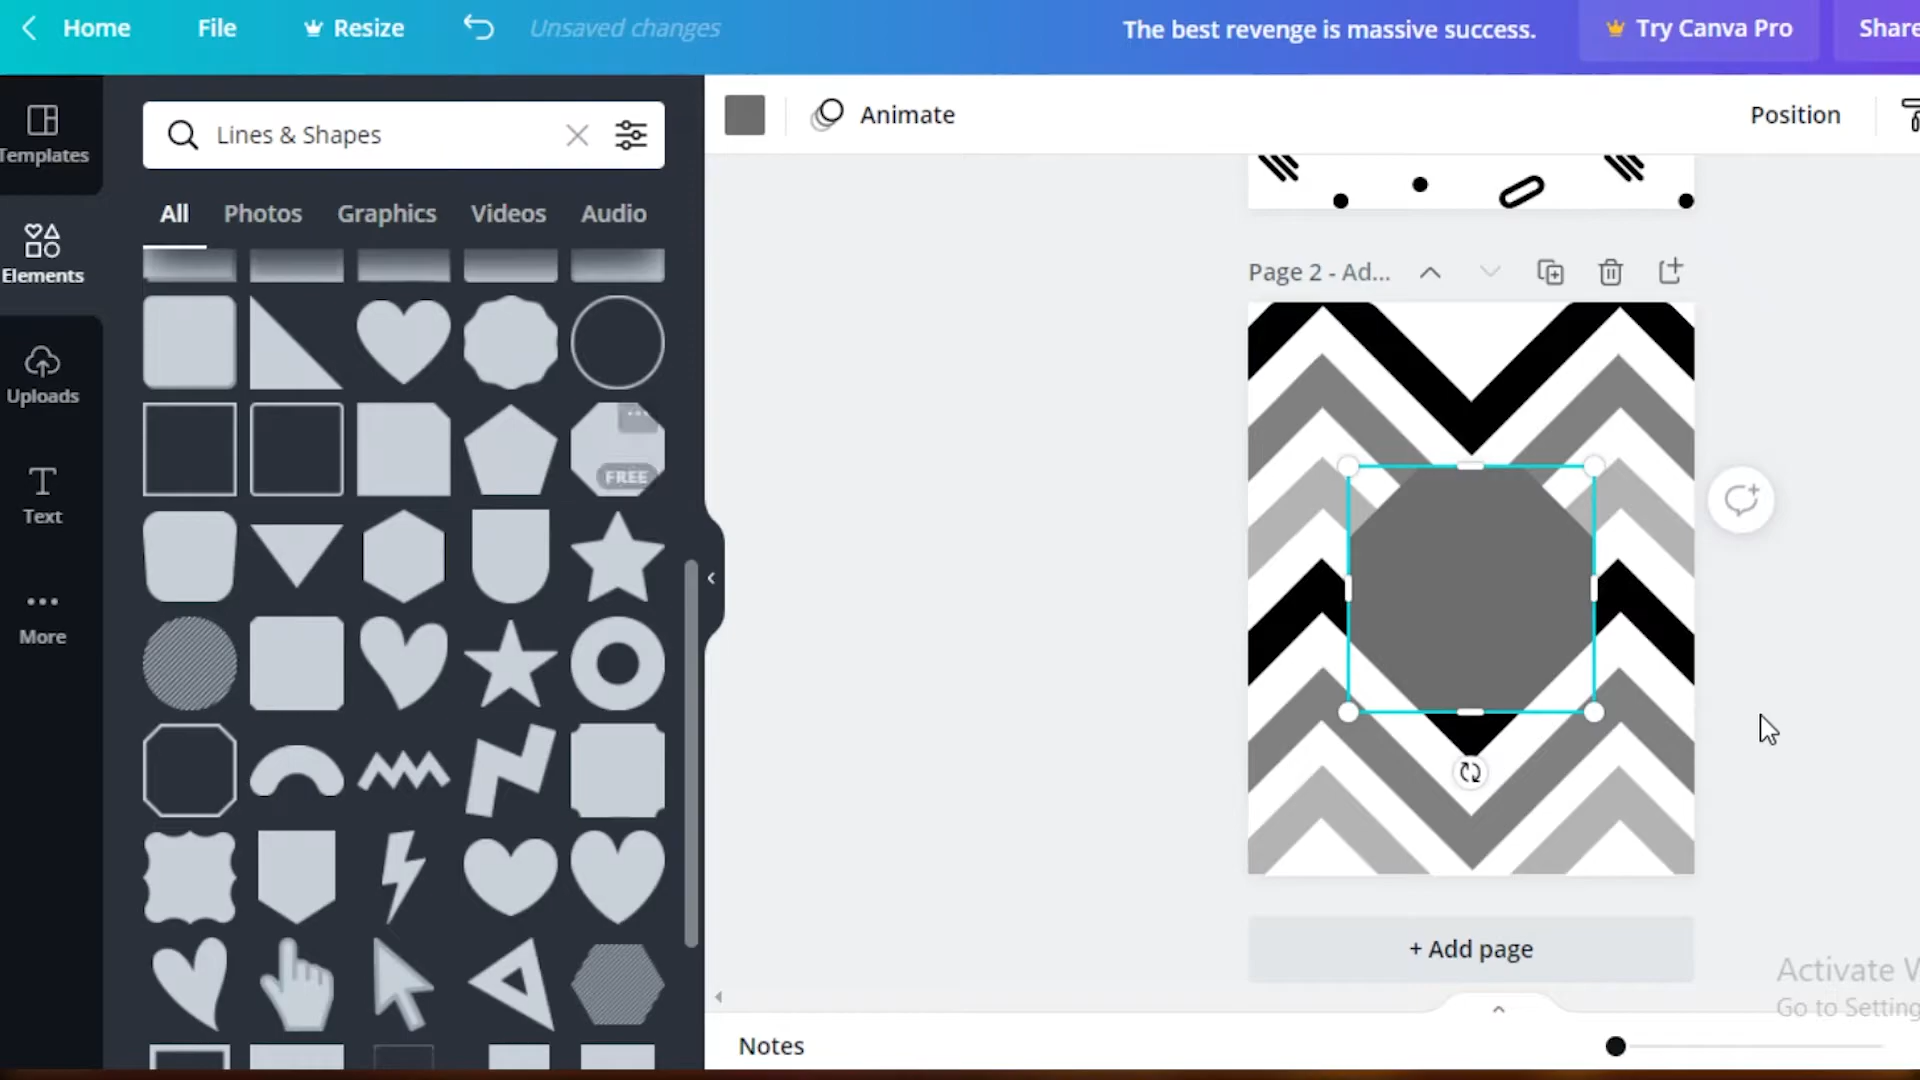 Home File Resize Unsaved changes The best revenge is massive success. Try Canva Pro Share
Lines & Shapes
Animate Position
Templates
All Photos Graphics Videos Audio
Elements
Page 2 - Ad...
Uploads
FREE
Text
More
+ Add page
Activate W
Go to Setting
Notes